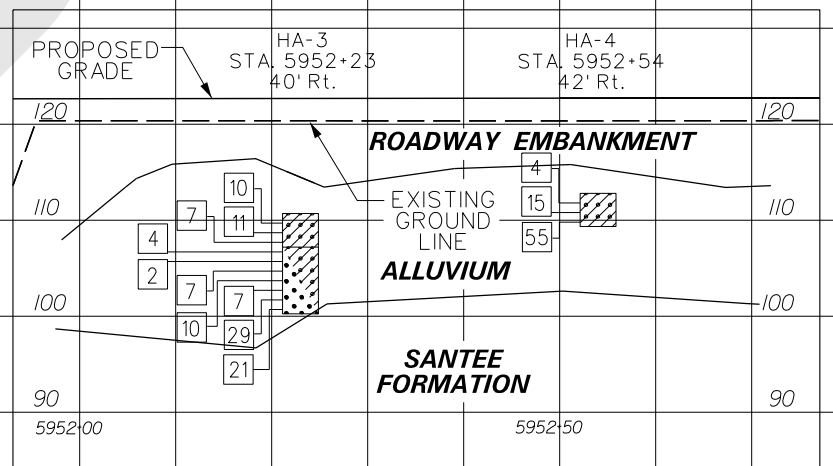 PROPOSED
GRADE
HA-3
STA. 5952+23
40' Rt.
HA-4
STA. 5952+54
42' Rt.
120
120
ROADWAY EMBANKMENT
4
10
110
7
11
EXISTING
GROUND
LINE
15
110
4
55
2
ALLUVIUM
7
7
100
100
10
29
21
SANTEE
FORMATION
90
90
5952+00
5952+50